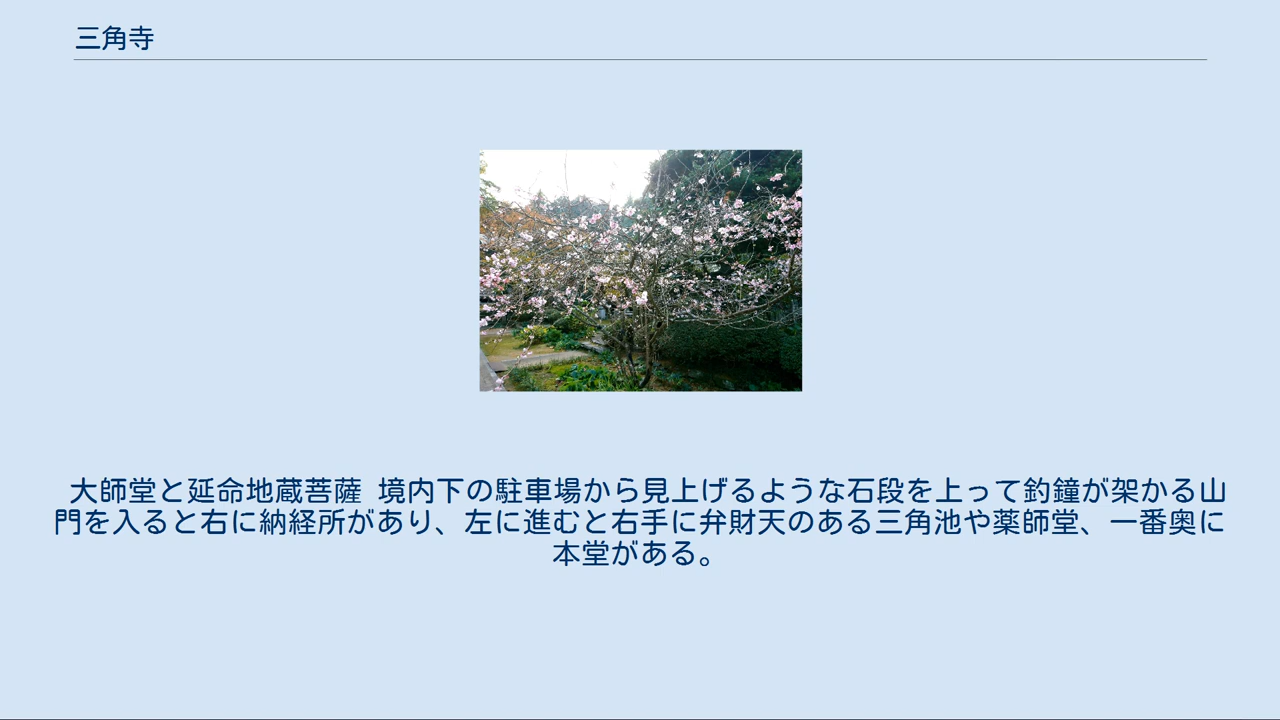 三角寺
大師堂と延命地蔵菩薩 境内下の駐車場から見上げるような石段を上って釣鐘が架かる山
門を入ると右に納経所があり、左に進むと右手に弁財天のある三角池や薬師堂、一番奥に
本堂がある。